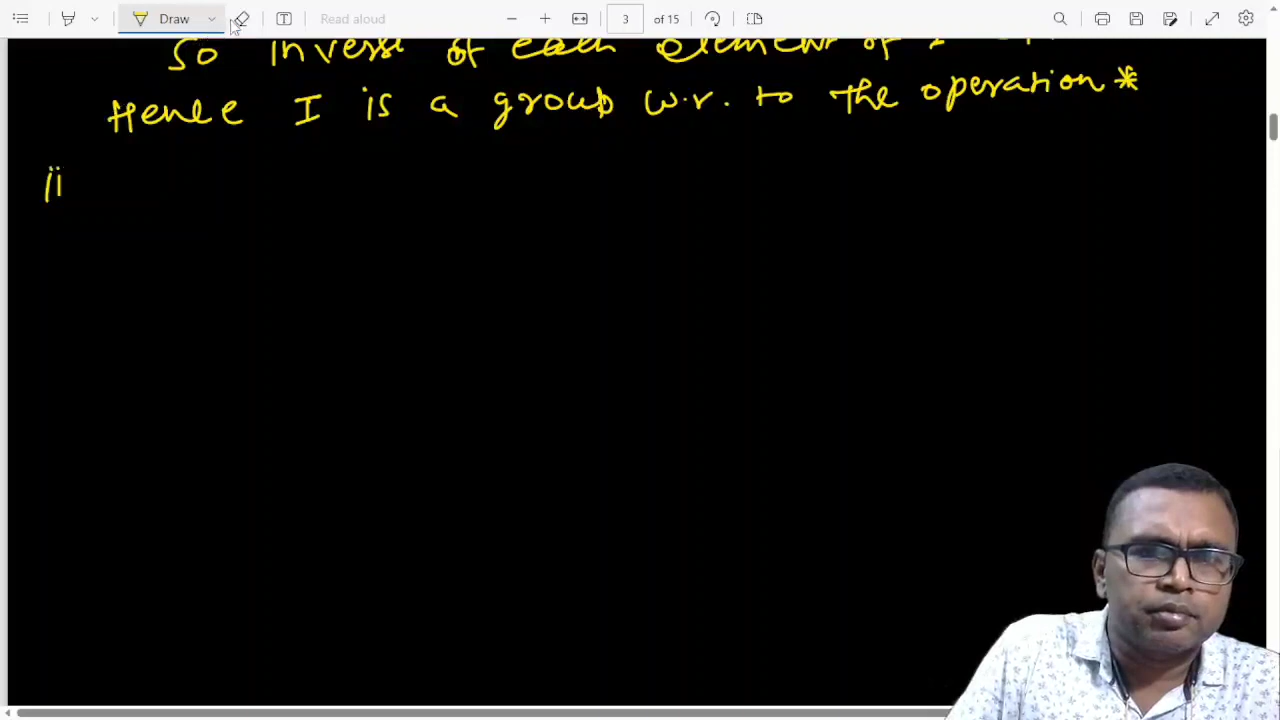 Draw
Read aloud
3 of 15
So inverse of each element of I
Hence I is a group w.r. to the operation *
ii